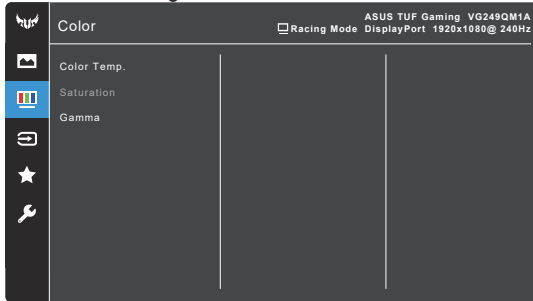 Color
ASUS TUF Gaming VG249QM1A
Racing Mode DisplayPort 1920x1080@ 240Hz
Color Temp.
Saturation
Gamma